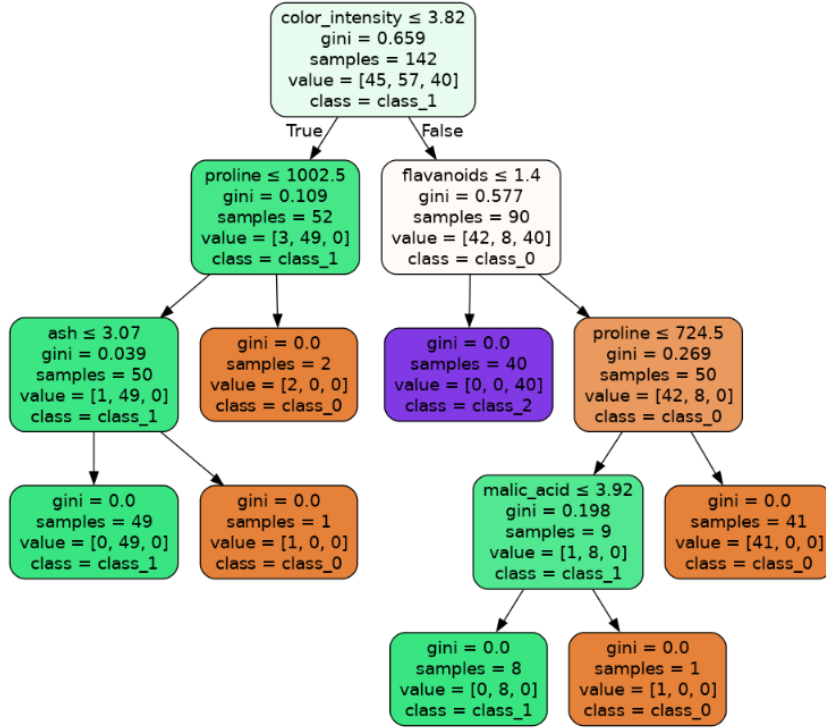 color_intensity ≤ 3.82
gini = 0.659
samples = 142
value = [45, 57, 40]
class = class_1
True
False
proline ≤ 1002.5
gini = 0.109
samples = 52
value = [3, 49, 0]
class = class_1
flavanoids ≤ 1.4
gini = 0.577
samples = 90
value = [42, 8, 40]
class = class_0
ash ≤ 3.07
gini = 0.039
samples = 50
value = [1, 49, 0]
class = class_1
gini = 0.0
samples = 2
value = [2, 0, 0]
class = class_0
gini = 0.0
samples = 40
value = [0, 0, 40]
class = class_2
proline ≤ 724.5
gini = 0.269
samples = 50
value = [42, 8, 0]
class = class_0
gini = 0.0
samples = 49
value = [0, 49, 0]
class = class_1
gini = 0.0
samples = 1
value = [1, 0, 0]
class = class_0
malic_acid ≤ 3.92
gini = 0.198
samples = 9
value = [1, 8, 0]
class = class_1
gini = 0.0
samples = 41
value = [41, 0, 0]
class = class_0
gini = 0.0
samples = 8
value = [0, 8, 0]
class = class_1
gini = 0.0
samples = 1
value = [1, 0, 0]
class = class_0